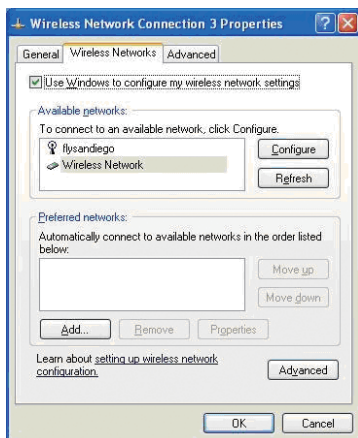 Wireless Network Connection 3 Properties
General Wireless Networks Advanced
Use Windows to configure my wireless network settings
Available networks:
To connect to an available network, click Configure.
flysandiego
Wireless Network
Configure
Refresh
Preferred networks:
Automatically connect to available networks in the order listed
below:
Move up
Move down
Add... Remove Properties
Learn about setting up wireless network
configuration.
Advanced
OK Cancel